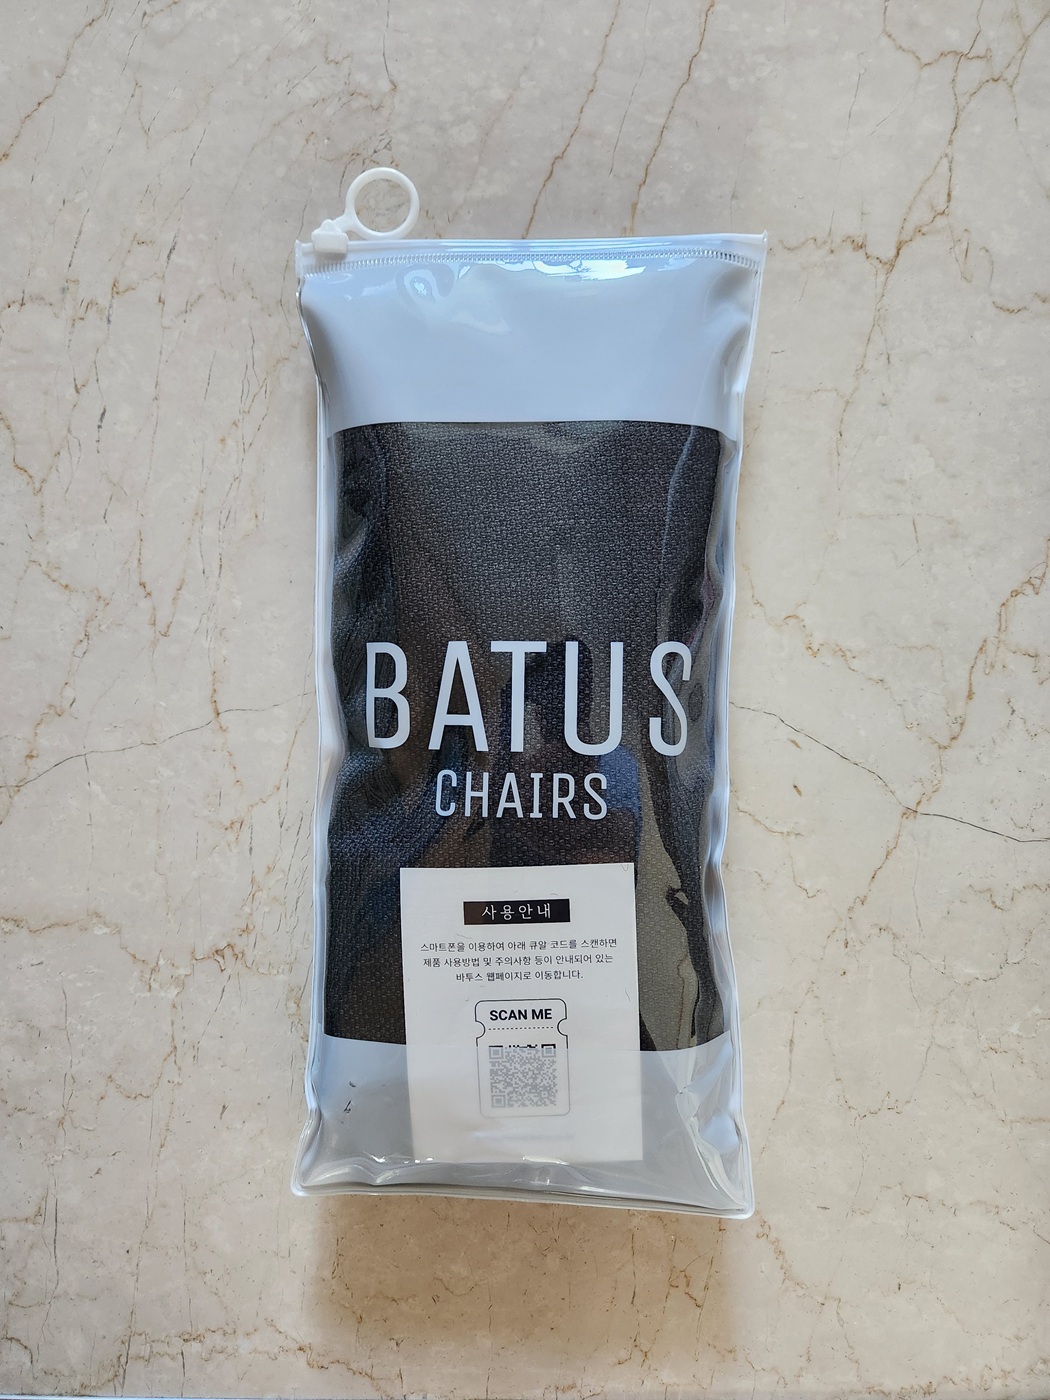 BATUS
CHAIRS
사용안내
스마트폰을 이용하여 아래 큐알 코드를 스캔하면
제품 사용방법 및 주의사항 등이 안내되어 있는
바투스 웹페이지로 이동합니다.
SCAN ME